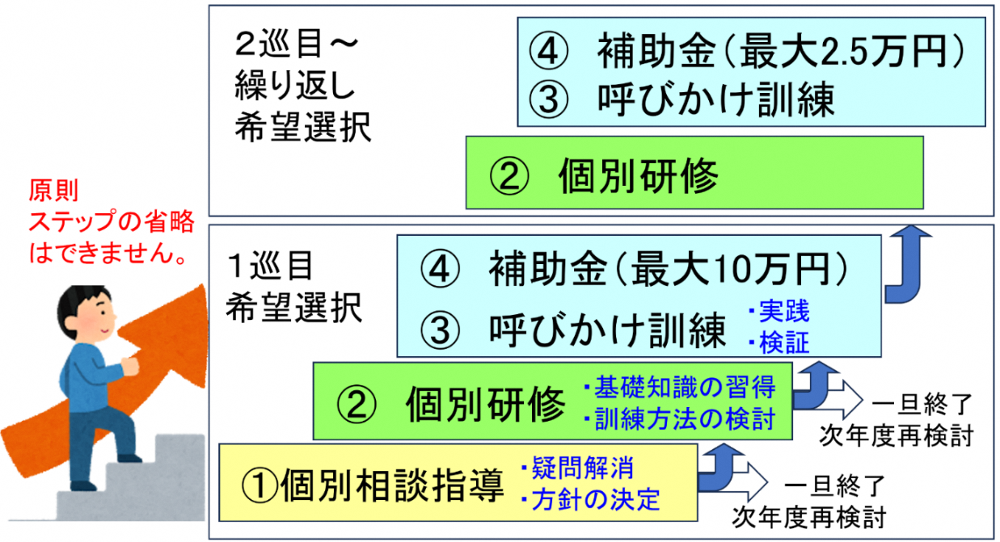 2巡目～
繰り返し
希望選択
④ 補助金（最大2.5万円）
③ 呼びかけ訓練
② 個別研修
原則
ステップの省略
はできません。
1巡目
希望選択
④ 補助金（最大10万円）
③ 呼びかけ訓練
・実践
・検証
② 個別研修
・基礎知識の習得
・訓練方法の検討
一旦終了
次年度再検討
①個別相談指導
・疑問解消
・方針の決定
一旦終了
次年度再検討